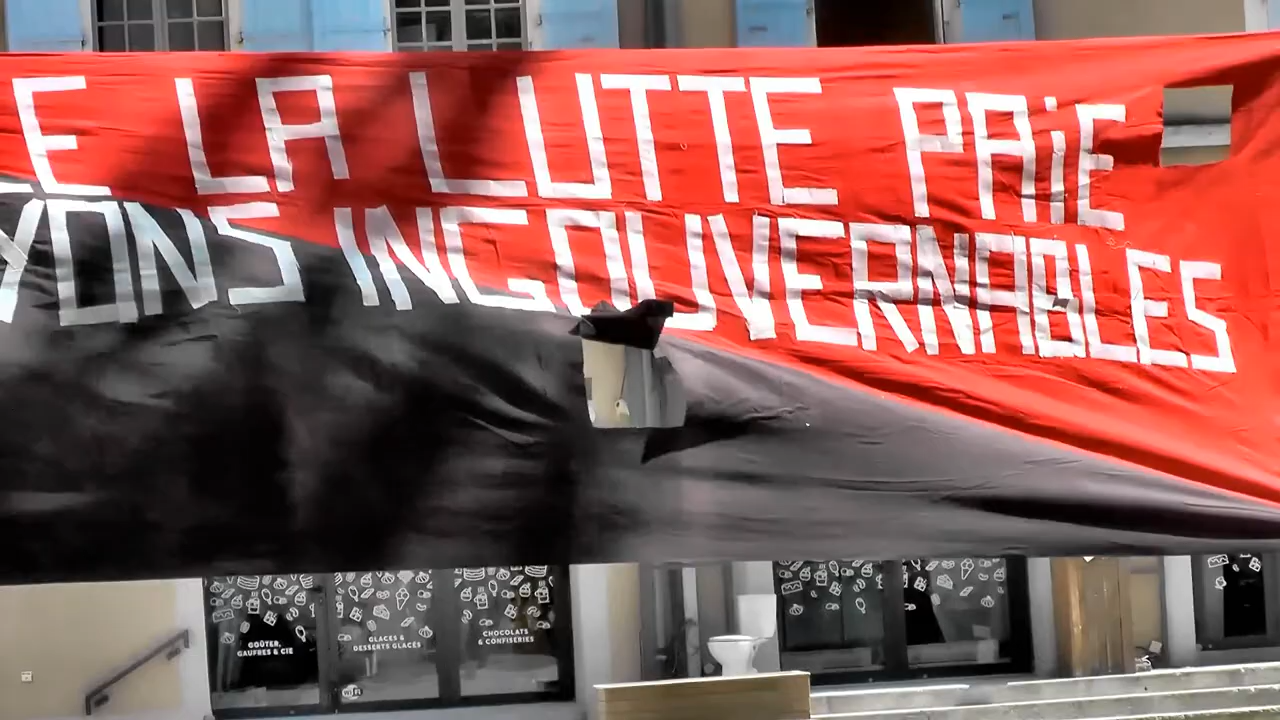 E LA LUTTE PAiE
YONS INGOUVERNABLES
GOÛTER,
GAUFRES & CIE
GLACES &
DESSERTS GLACÉS
CHOCOLATS
& CONFISERIES